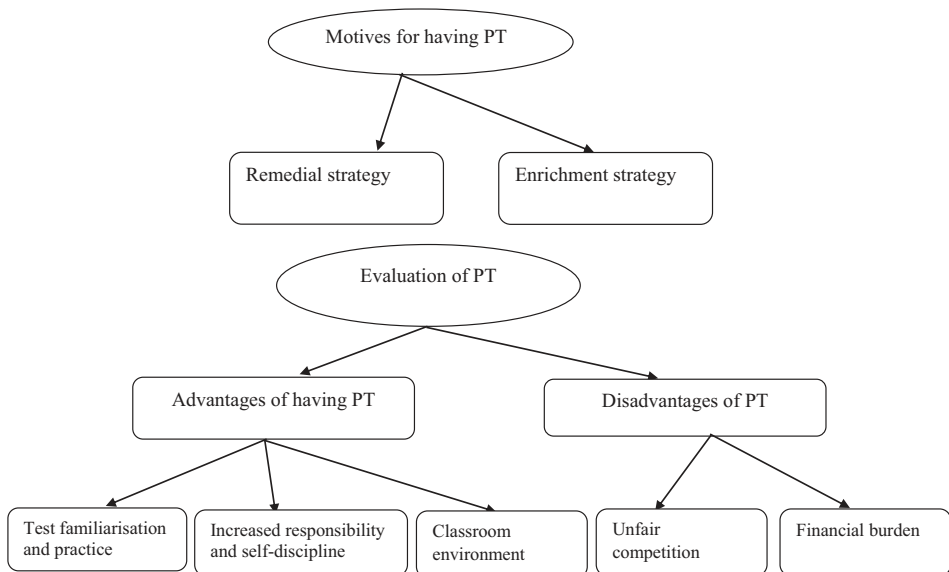 Motives for having PT
Remedial strategy
Enrichment strategy
Evaluation of PT
Advantages of having PT
Disadvantages of PT
Test familiarisation
and practice
Increased responsibility
and self-discipline
Classroom
environment
Unfair
competition
Financial burden